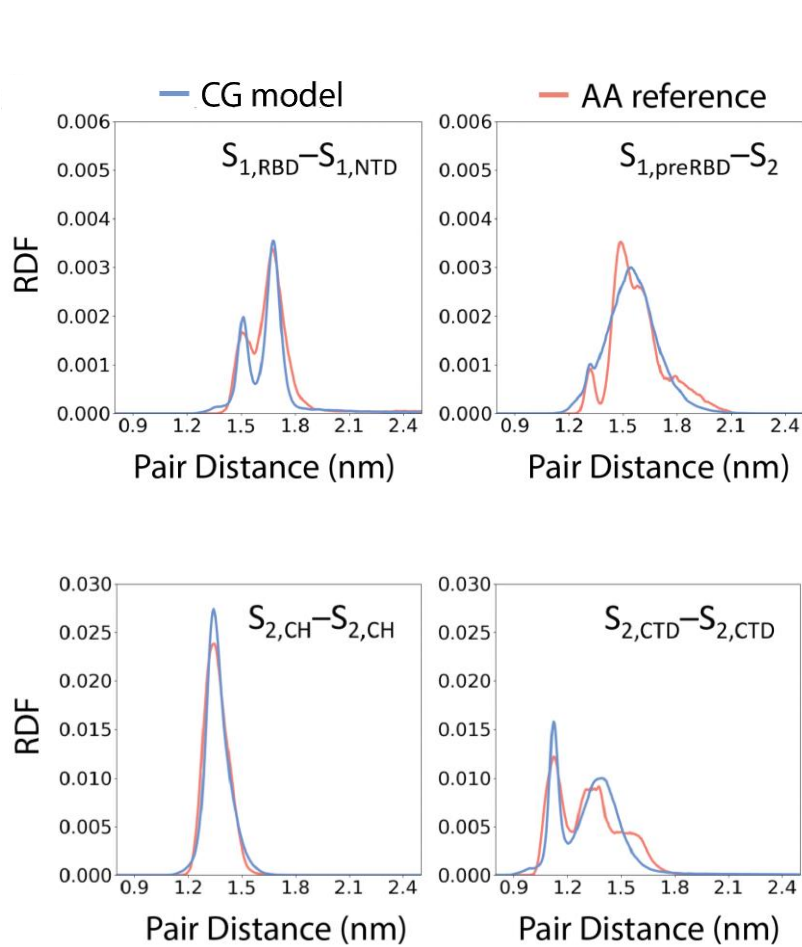 CG model
AA reference
S1,RBD–S1,NTD
0.006
0.005
0.004
0.003
0.002
0.001
0.000
0.9 1.2 1.5 1.8 2.1 2.4
RDF
Pair Distance (nm)
S1,preRBD–S2
0.006
0.005
0.004
0.003
0.002
0.001
0.000
0.9 1.2 1.5 1.8 2.1 2.4
Pair Distance (nm)
S2,CH–S2,CH
0.030
0.025
0.020
0.015
0.010
0.005
0.000
0.9 1.2 1.5 1.8 2.1 2.4
RDF
Pair Distance (nm)
S2,CTD–S2,CTD
0.030
0.025
0.020
0.015
0.010
0.005
0.000
0.9 1.2 1.5 1.8 2.1 2.4
Pair Distance (nm)